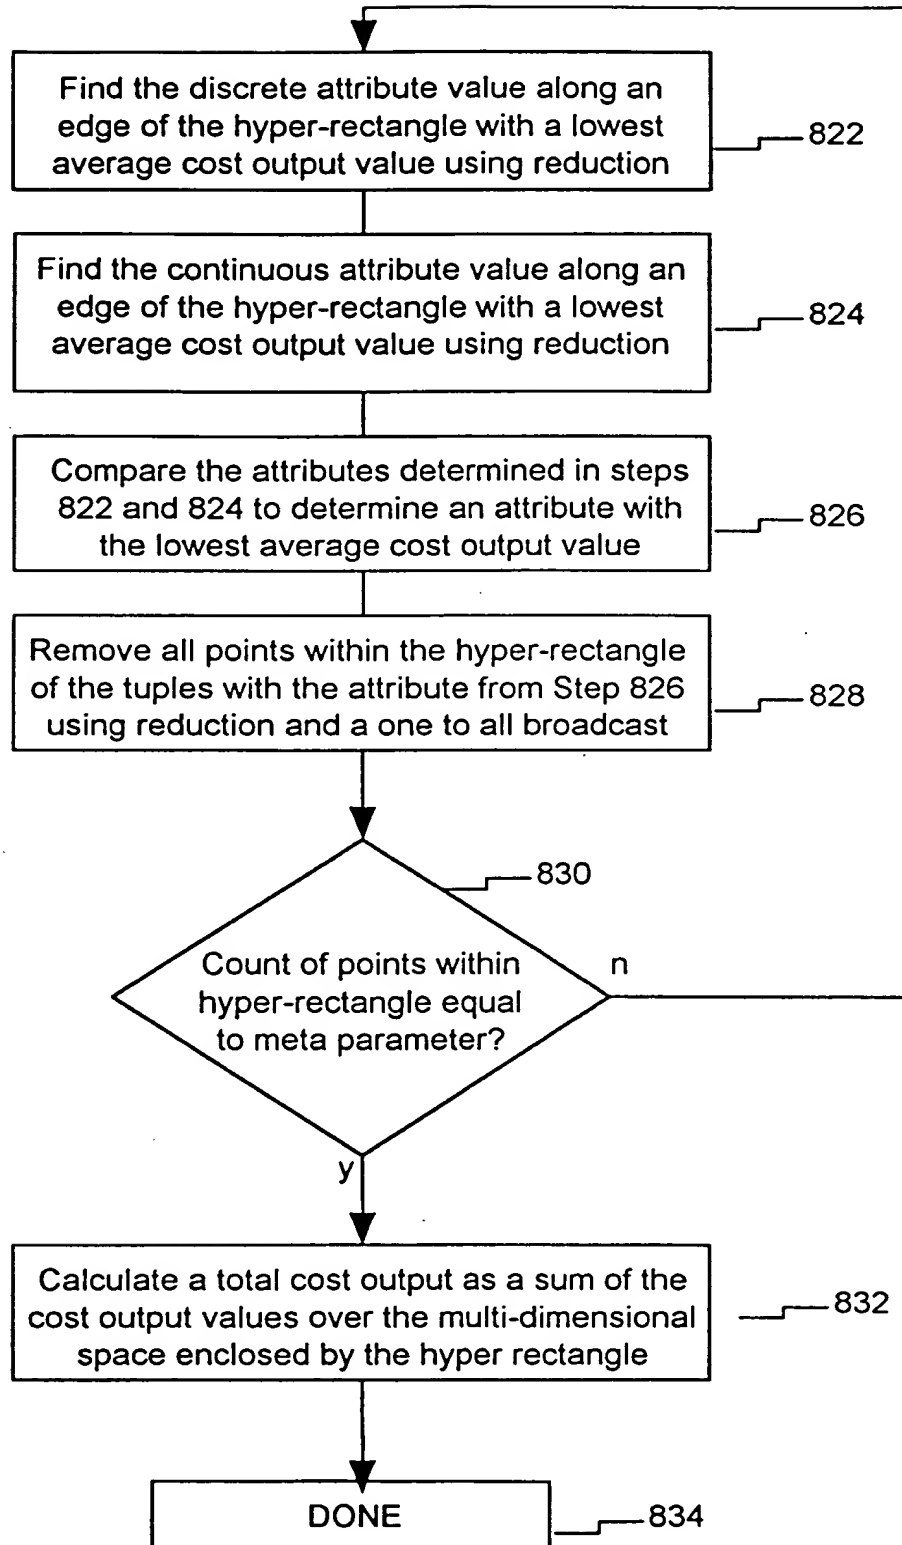 Find the discrete attribute value along an
edge of the hyper-rectangle with a lowest
average cost output value using reduction
822
Find the continuous attribute value along an
edge of the hyper-rectangle with a lowest
average cost output value using reduction
824
Compare the attributes determined in steps
822 and 824 to determine an attribute with
the lowest average cost output value
826
Remove all points within the hyper-rectangle
of the tuples with the attribute from Step 826
using reduction and a one to all broadcast
828
830
Count of points within
hyper-rectangle equal
to meta parameter?
n
y
Calculate a total cost output as a sum of the
cost output values over the multi-dimensional
space enclosed by the hyper rectangle
832
DONE
834